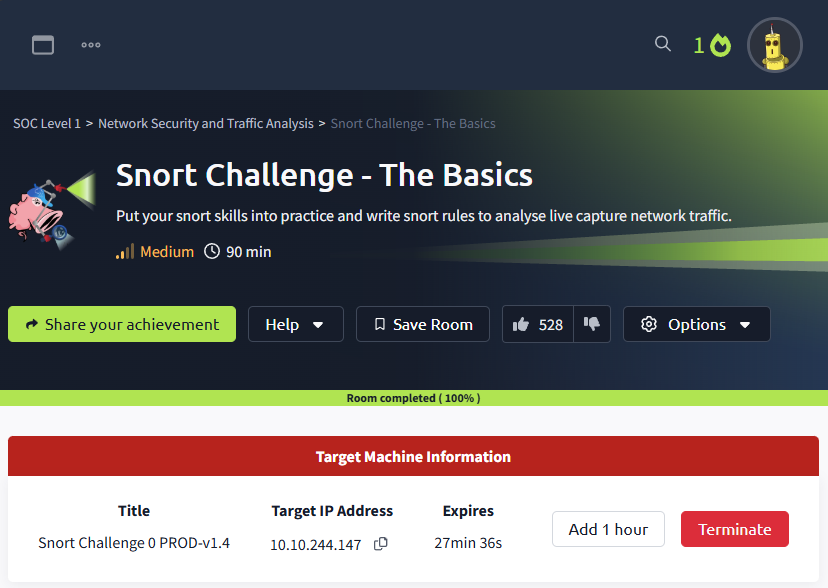 1
SOC Level 1 > Network Security and Traffic Analysis > Snort Challenge - The Basics
Snort Challenge - The Basics
Put your snort skills into practice and write snort rules to analyse live capture network traffic.
Medium 90 min
Share your achievement Help Save Room 528 Options
Room completed ( 100% )
Target Machine Information
Title Target IP Address Expires
Snort Challenge 0 PROD-v1.4 10.10.244.147 27min 36s Add 1 hour Terminate